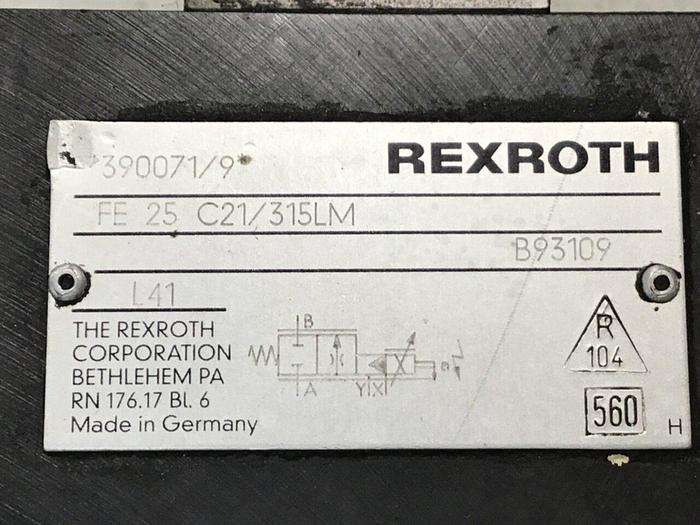 *390071/9*
REXROTH
FE 25 C21/315LM
B93109
L41
THE REXROTH
CORPORATION
BETHLEHEM PA
RN 176.17 Bl. 6
Made in Germany
B
A
Y X
R
104
560
H